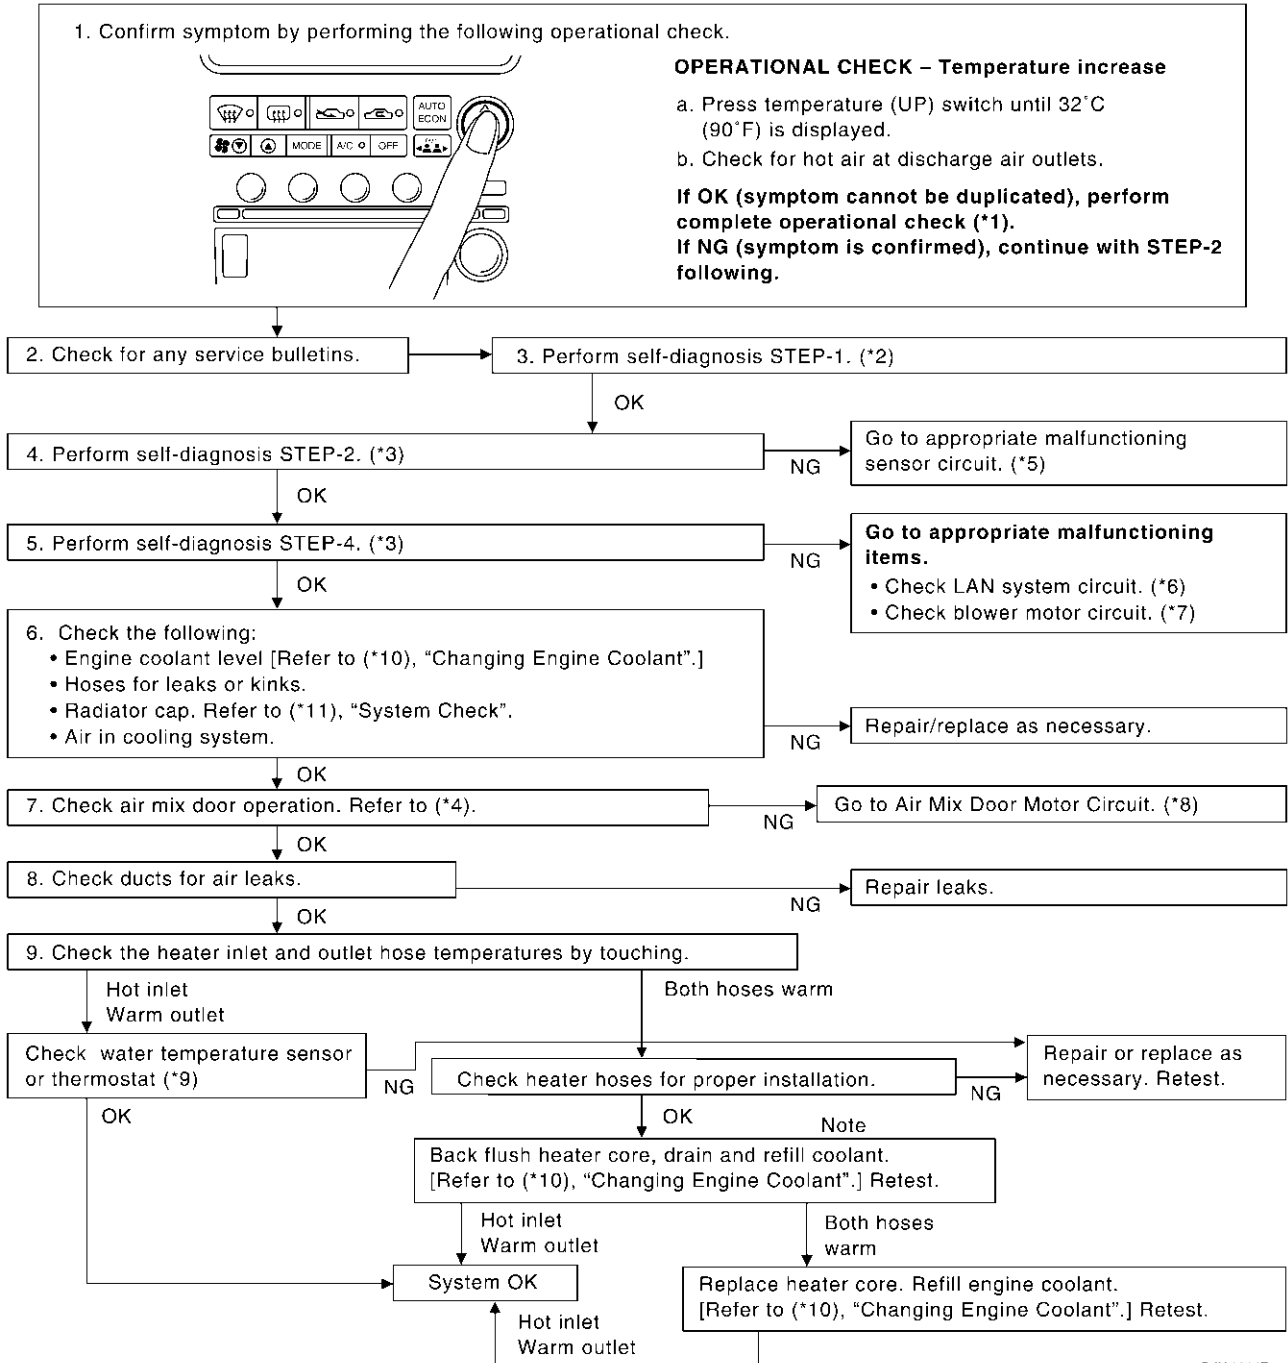 1. Confirm symptom by performing the following operational check.
AUTO
ECON
MODE
A/C
OFF
OPERATIONAL CHECK – Temperature increase
a. Press temperature (UP) switch until 32˚C
(90˚F) is displayed.
b. Check for hot air at discharge air outlets.
If OK (symptom cannot be duplicated), perform
complete operational check (*1).
If NG (symptom is confirmed), continue with STEP-2
following.
2. Check for any service bulletins.
3. Perform self-diagnosis STEP-1. (*2)
OK
4. Perform self-diagnosis STEP-2. (*3)
NG
Go to appropriate malfunctioning
sensor circuit. (*5)
OK
5. Perform self-diagnosis STEP-4. (*3)
NG
Go to appropriate malfunctioning
items.
• Check LAN system circuit. (*6)
• Check blower motor circuit. (*7)
OK
6. Check the following:
• Engine coolant level [Refer to (*10), “Changing Engine Coolant”.]
• Hoses for leaks or kinks.
• Radiator cap. Refer to (*11), “System Check”.
• Air in cooling system.
NG
Repair/replace as necessary.
OK
7. Check air mix door operation. Refer to (*4).
NG
Go to Air Mix Door Motor Circuit. (*8)
OK
8. Check ducts for air leaks.
NG
Repair leaks.
OK
9. Check the heater inlet and outlet hose temperatures by touching.
Hot inlet
Warm outlet
Both hoses warm
Check water temperature sensor
or thermostat (*9)
NG
Check heater hoses for proper installation.
NG
Repair or replace as
necessary. Retest.
OK
OK
Note
Back flush heater core, drain and refill coolant.
[Refer to (*10), “Changing Engine Coolant”.] Retest.
Hot inlet
Warm outlet
Both hoses
warm
System OK
Replace heater core. Refill engine coolant.
[Refer to (*10), “Changing Engine Coolant”.] Retest.
Hot inlet
Warm outlet